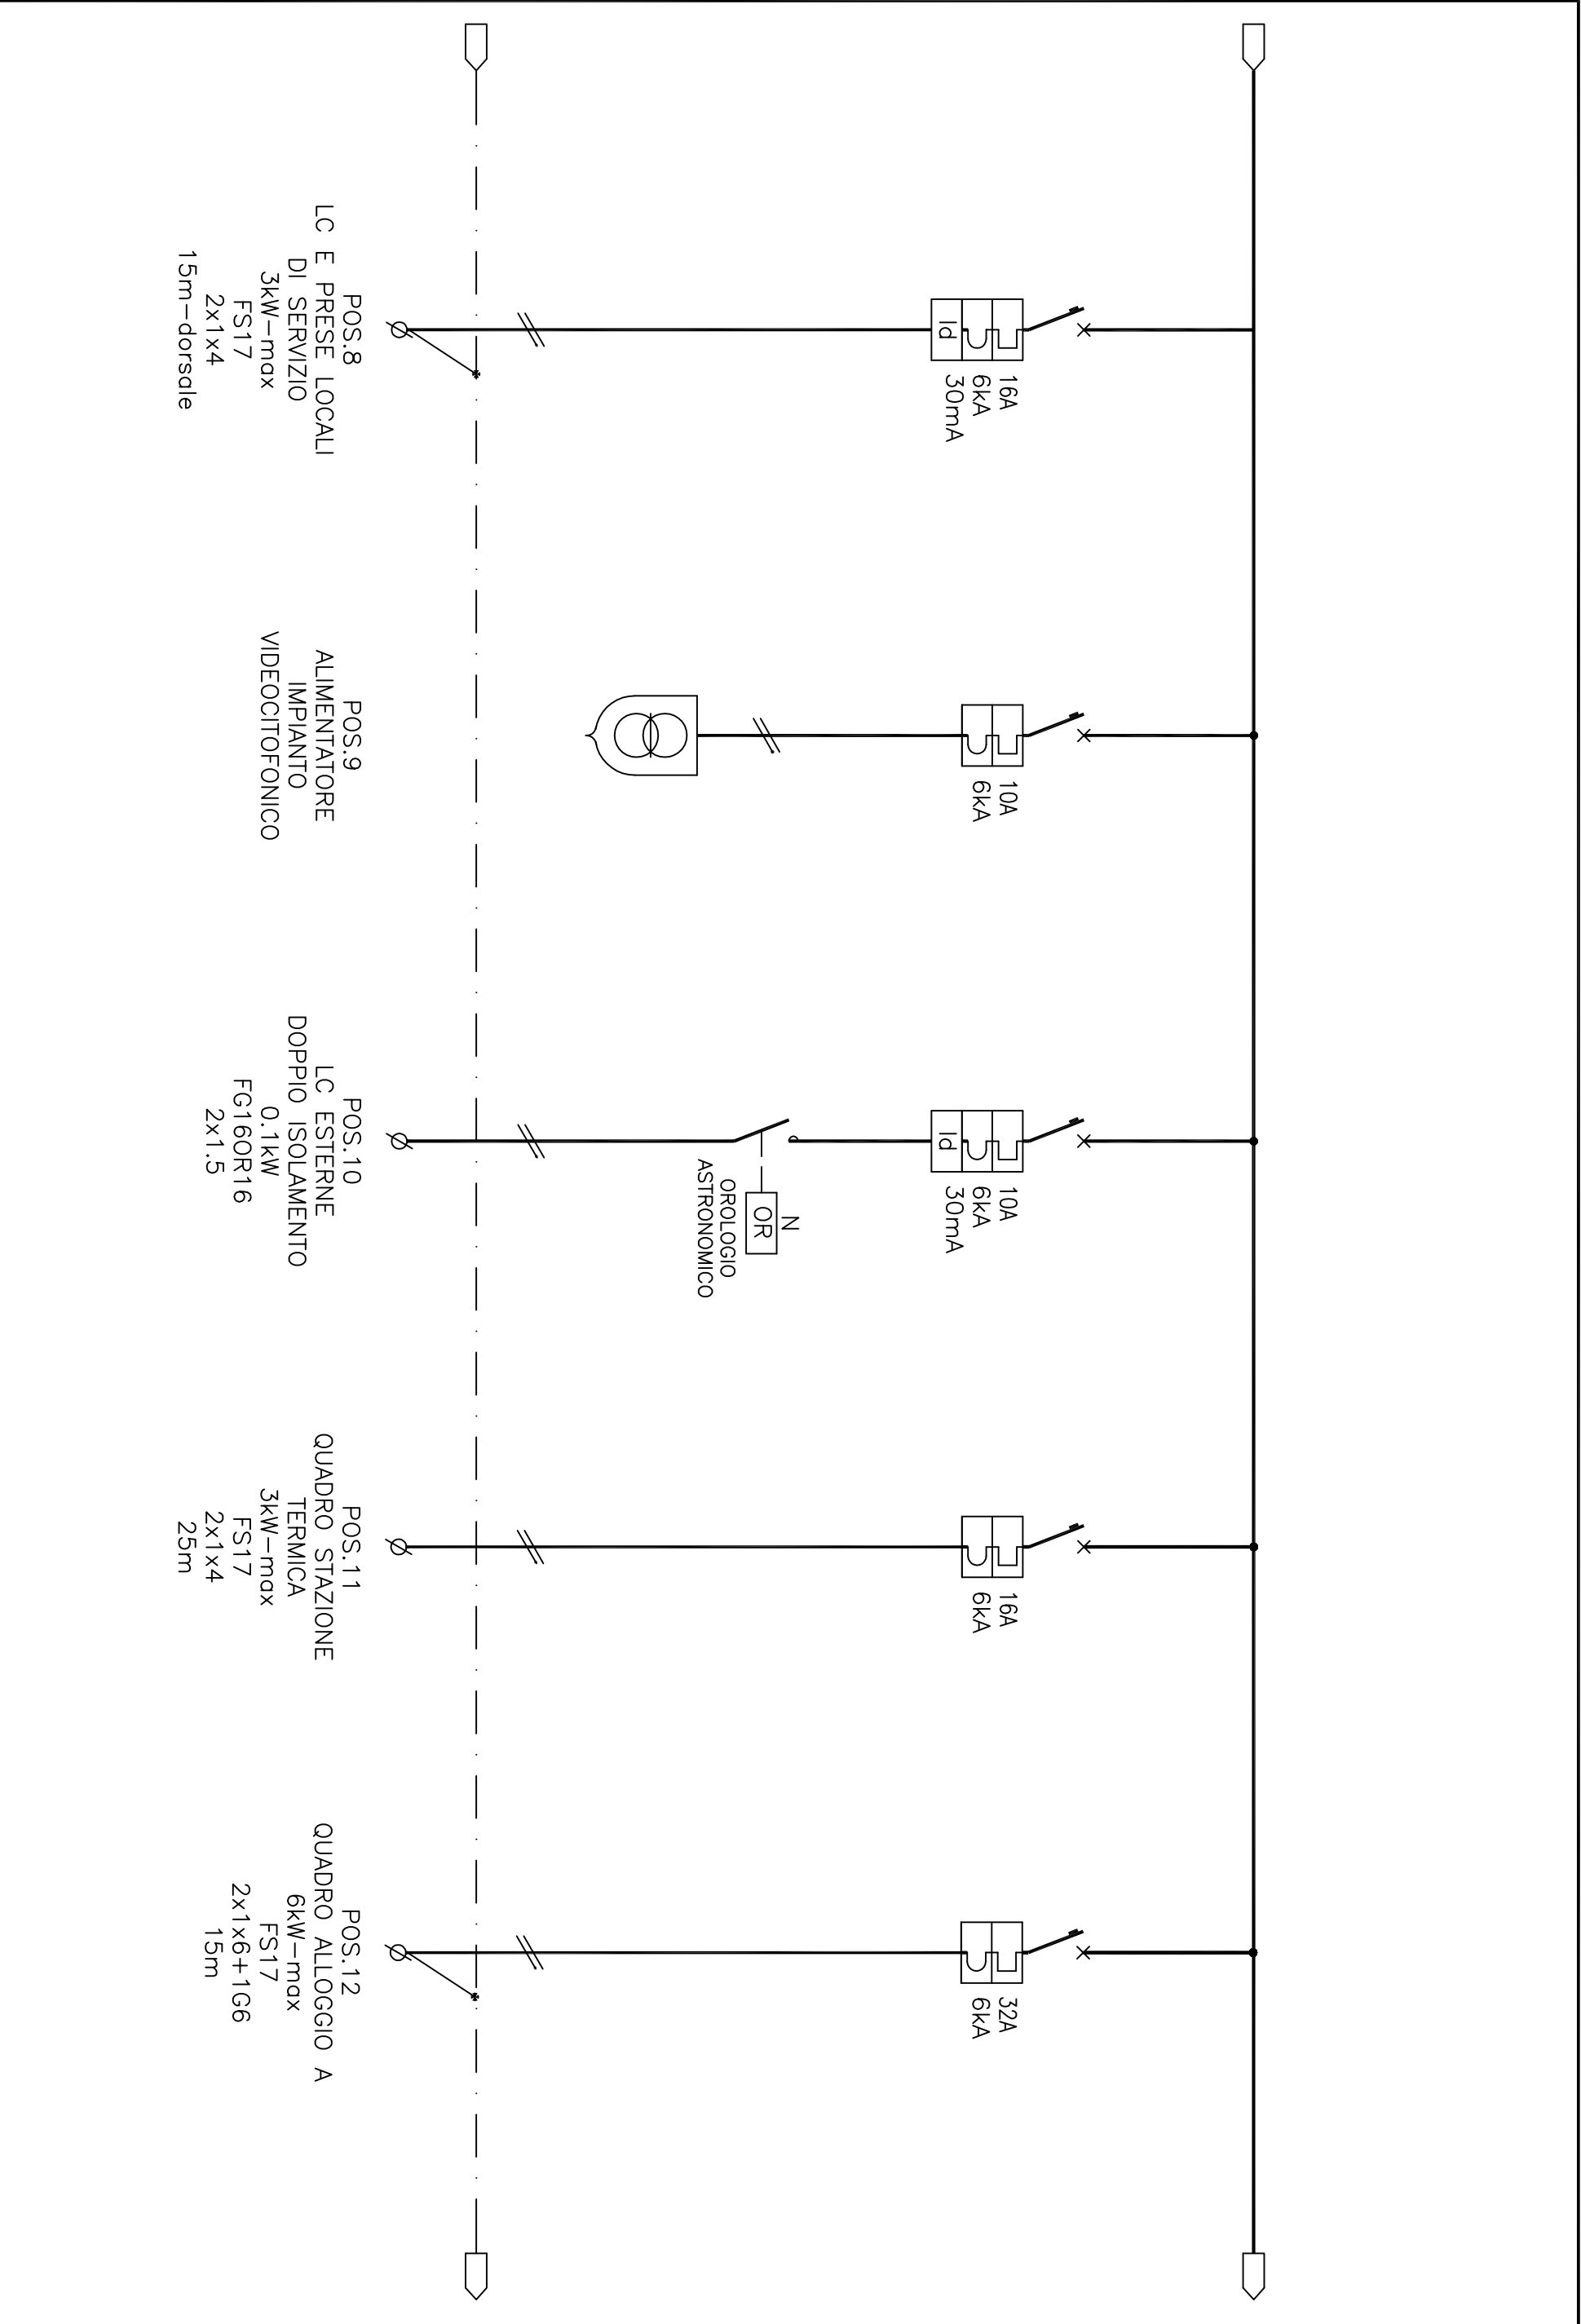 16A
6kA
30mA
Id
POS.8
LC E PRESE LOCALI
DI SERVIZIO
3kW-max
FS17
2x1x4
15m-dorsale
10A
6kA
POS.9
ALIMENTATORE
IMPIANTO
VIDEOCITOFONICO
10A
6kA
30mA
Id
N
OR
OROLOGIO
ASTRONOMICO
POS.10
LC ESTERNE
DOPPIO ISOLAMENTO
0.1kW
FG16OR16
2x1.5
16A
6kA
POS.11
QUADRO STAZIONE
TERMICA
3kW-max
FS17
2x1x4
25m
32A
6kA
POS.12
QUADRO ALLOGGIO A
6kW-max
FS17
2x1x6+1G6
15m